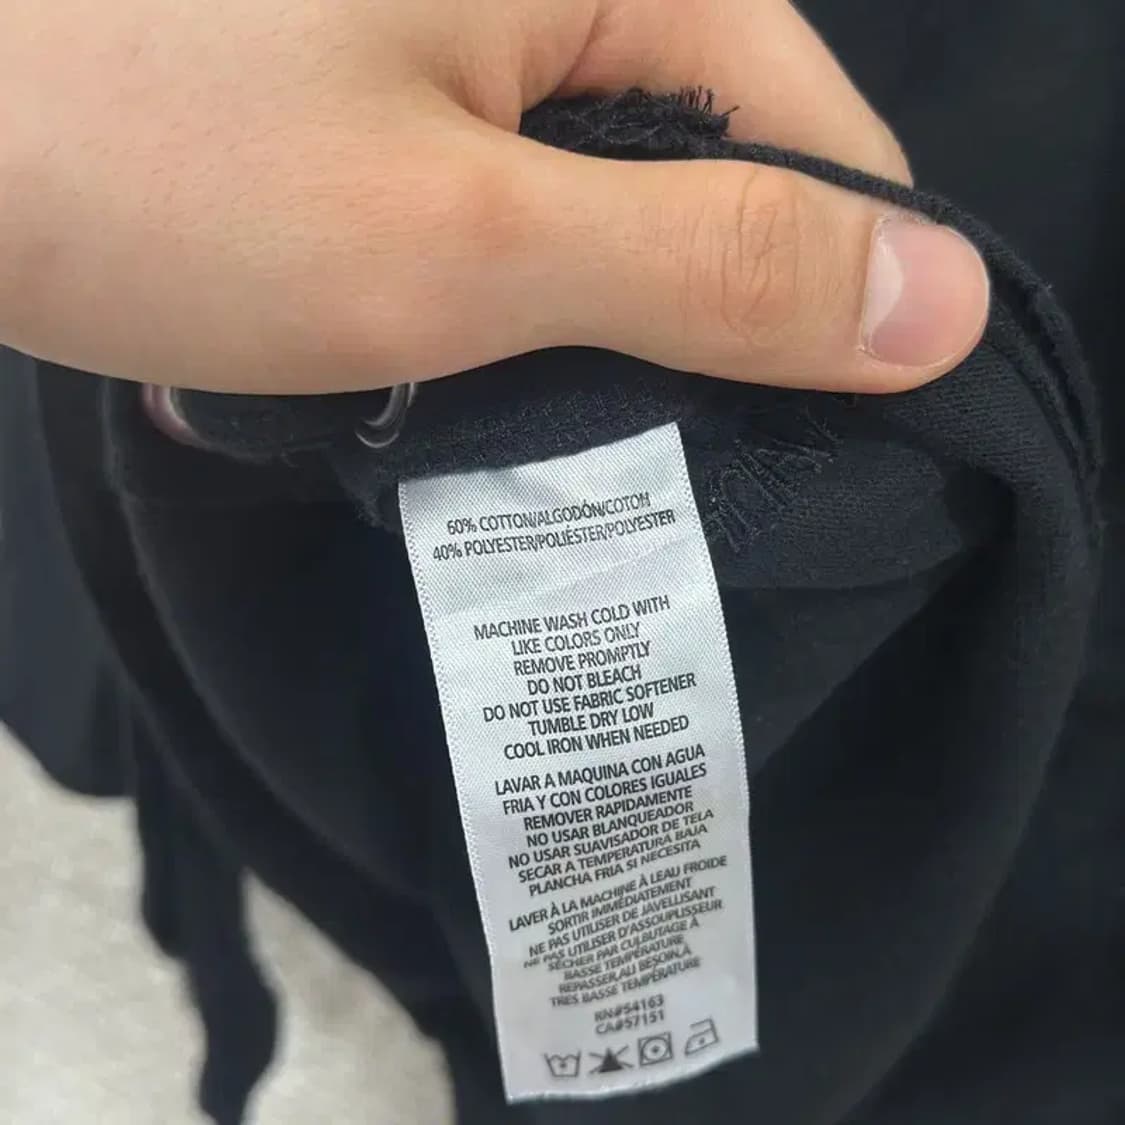 60% COTTON/ALGODÓN/COTON
40% POLYESTER/POLIÉSTER/POLYESTER
MACHINE WASH COLD WITH
LIKE COLORS ONLY
REMOVE PROMPTLY
DO NOT BLEACH
DO NOT USE FABRIC SOFTENER
TUMBLE DRY LOW
COOL IRON WHEN NEEDED
LAVAR A MAQUINA CON AGUA
FRIA Y CON COLORES IGUALES
REMOVER RAPIDAMENTE
NO USAR BLANQUEADOR
NO USAR SUAVISADOR DE TELA
SECAR A TEMPERATURA BAJA
PLANCHA FRIA SI NECESITA
LAVER À LA MACHINE À L'EAU FROIDE
SORTIR IMMÉDIATEMENT
NE PAS UTILISER DE JAVELLISANT
NE PAS UTILISER D'ASSOUPLISSEUR
SÉCHER PAR CULBUTAGE À
BASSE TEMPÉRATURE
REPASSER AU BESOIN À
TRES BASSE TEMPÉRATURE
RN#54163
CA#57151